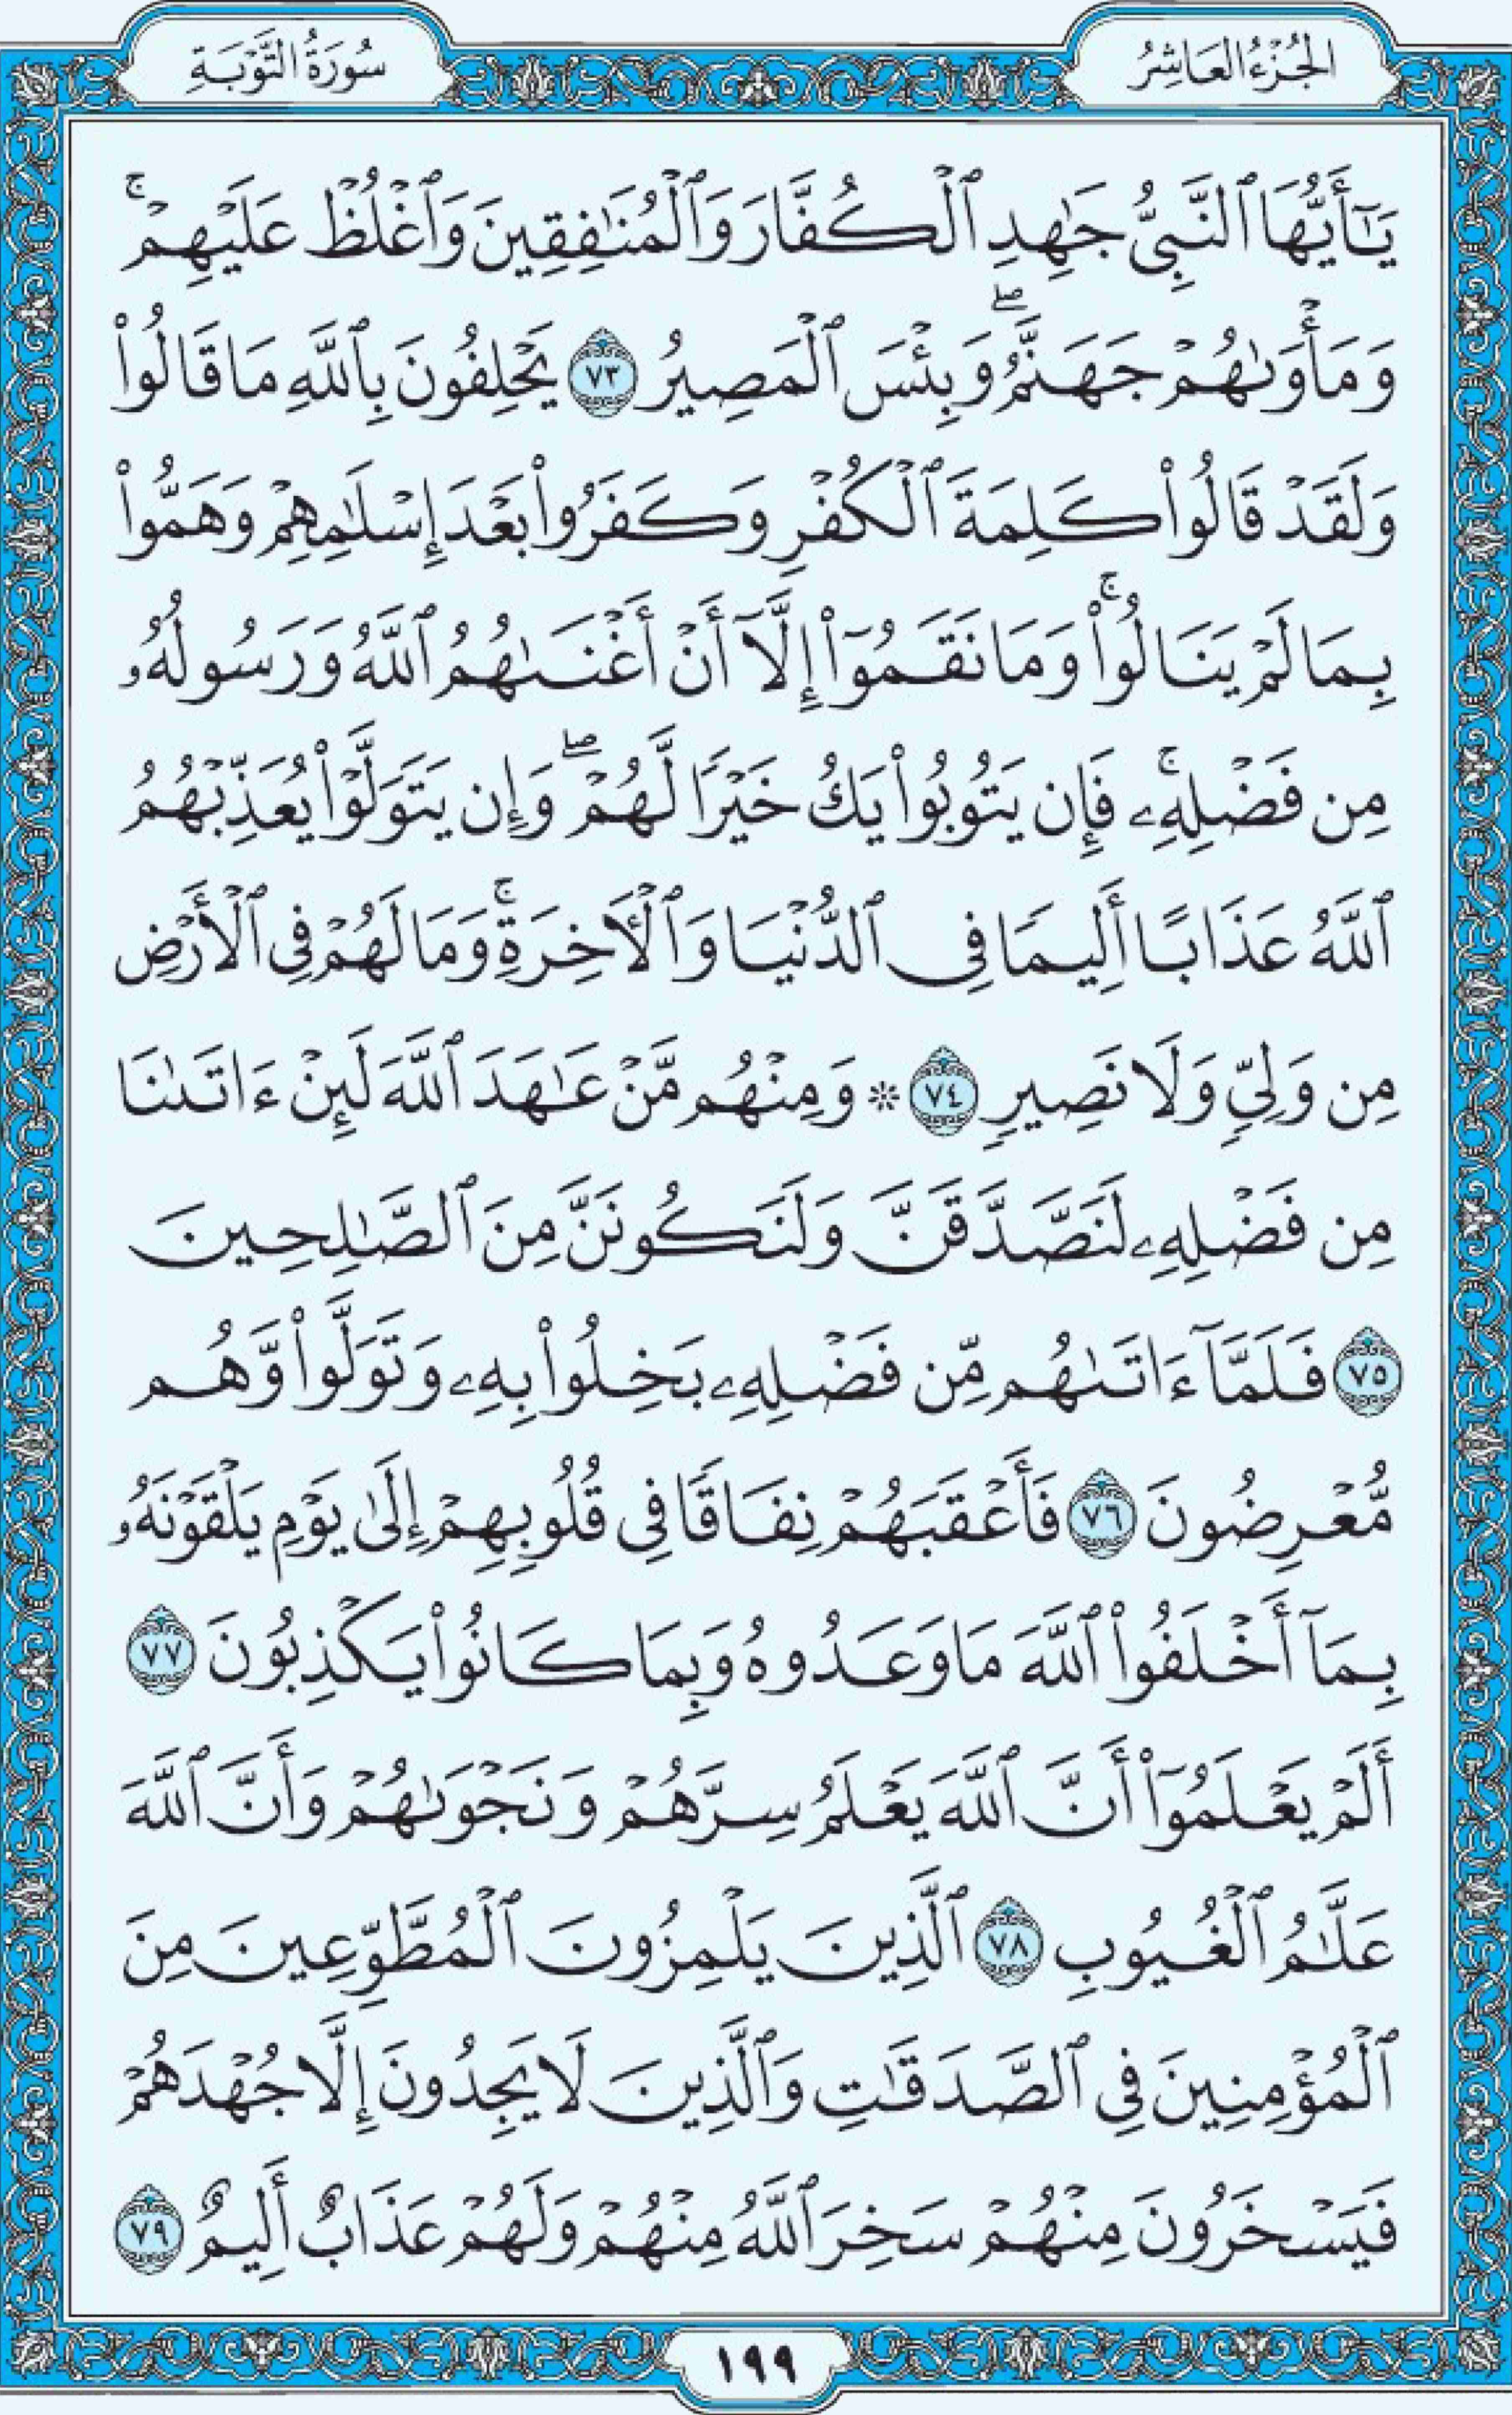 الجُزْءُ العَاشِرُ
سُورَةُ التَّوْبَةِ
يَٰٓأَيُّهَا ٱلنَّبِيُّ جَٰهِدِ ٱلْكُفَّارَ وَٱلْمُنَٰفِقِينَ وَٱغْلُظْ عَلَيْهِمْ ۚ
وَمَأْوَىٰهُمْ جَهَنَّمُ ۖ وَبِئْسَ ٱلْمَصِيرُ ٧٣ يَحْلِفُونَ بِٱللَّهِ مَا قَالُوا۟
وَلَقَدْ قَالُوا۟ كَلِمَةَ ٱلْكُفْرِ وَكَفَرُوا۟ بَعْدَ إِسْلَٰمِهِمْ وَهَمُّوا۟
بِمَا لَمْ يَنَالُوا۟ ۚ وَمَا نَقَمُوٓا۟ إِلَّآ أَنْ أَغْنَىٰهُمُ ٱللَّهُ وَرَسُولُهُۥ
مِن فَضْلِهِۦ ۚ فَإِن يَتُوبُوا۟ يَكُ خَيْرًا لَّهُمْ ۖ وَإِن يَتَوَلَّوْا۟ يُعَذِّبْهُمُ
ٱللَّهُ عَذَابًا أَلِيمًا فِى ٱلدُّنْيَا وَٱلْءَاخِرَةِ ۚ وَمَا لَهُمْ فِى ٱلْأَرْضِ
مِن وَلِىٍّ وَلَا نَصِيرٍ ٧٤ ۞ وَمِنْهُم مَّنْ عَٰهَدَ ٱللَّهَ لَئِنْ ءَاتَىٰنَا
مِن فَضْلِهِۦ لَنَصَّدَّقَنَّ وَلَنَكُونَنَّ مِنَ ٱلصَّٰلِحِينَ
٧٥ فَلَمَّآ ءَاتَىٰهُم مِّن فَضْلِهِۦ بَخِلُوا۟ بِهِۦ وَتَوَلَّوا۟ وَّهُم
مُّعْرِضُونَ ٧٦ فَأَعْقَبَهُمْ نِفَاقًا فِى قُلُوبِهِمْ إِلَىٰ يَوْمِ يَلْقَوْنَهُۥ
بِمَآ أَخْلَفُوا۟ ٱللَّهَ مَا وَعَدُوهُ وَبِمَا كَانُوا۟ يَكْذِبُونَ ٧٧
أَلَمْ يَعْلَمُوٓا۟ أَنَّ ٱللَّهَ يَعْلَمُ سِرَّهُمْ وَنَجْوَىٰهُمْ وَأَنَّ ٱللَّهَ
عَلَّٰمُ ٱلْغُيُوبِ ٧٨ ٱلَّذِينَ يَلْمِزُونَ ٱلْمُطَّوِّعِينَ مِنَ
ٱلْمُؤْمِنِينَ فِى ٱلصَّدَقَٰتِ وَٱلَّذِينَ لَا يَجِدُونَ إِلَّا جُهْدَهُمْ
فَيَسْخَرُونَ مِنْهُمْ سَخِرَ ٱللَّهُ مِنْهُمْ وَلَهُمْ عَذَابٌ أَلِيمٌ ٧٩
١٩٩